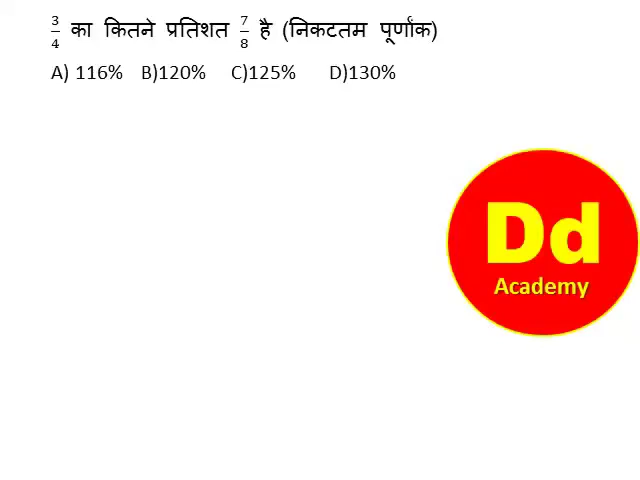 3/4 का कितने प्रतिशत 7/8 है (निकटतम पूर्णांक)
A) 116% B)120% C)125% D)130%
Dd
Academy